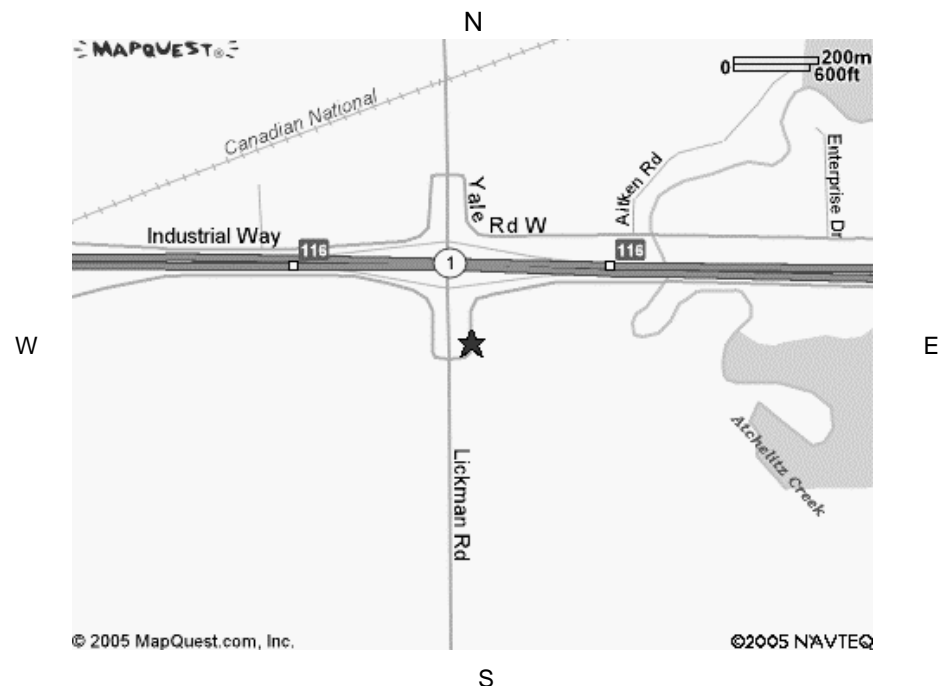 N
MAPQUEST®
0 200m
600ft
Canadian National
Yale
Rd W
Aitken Rd
Enterprise Dr
Industrial Way
116
116
1
W
E
Atchelitz Creek
Lickman Rd
© 2005 MapQuest.com, Inc.
©2005 NAVTEQ
S